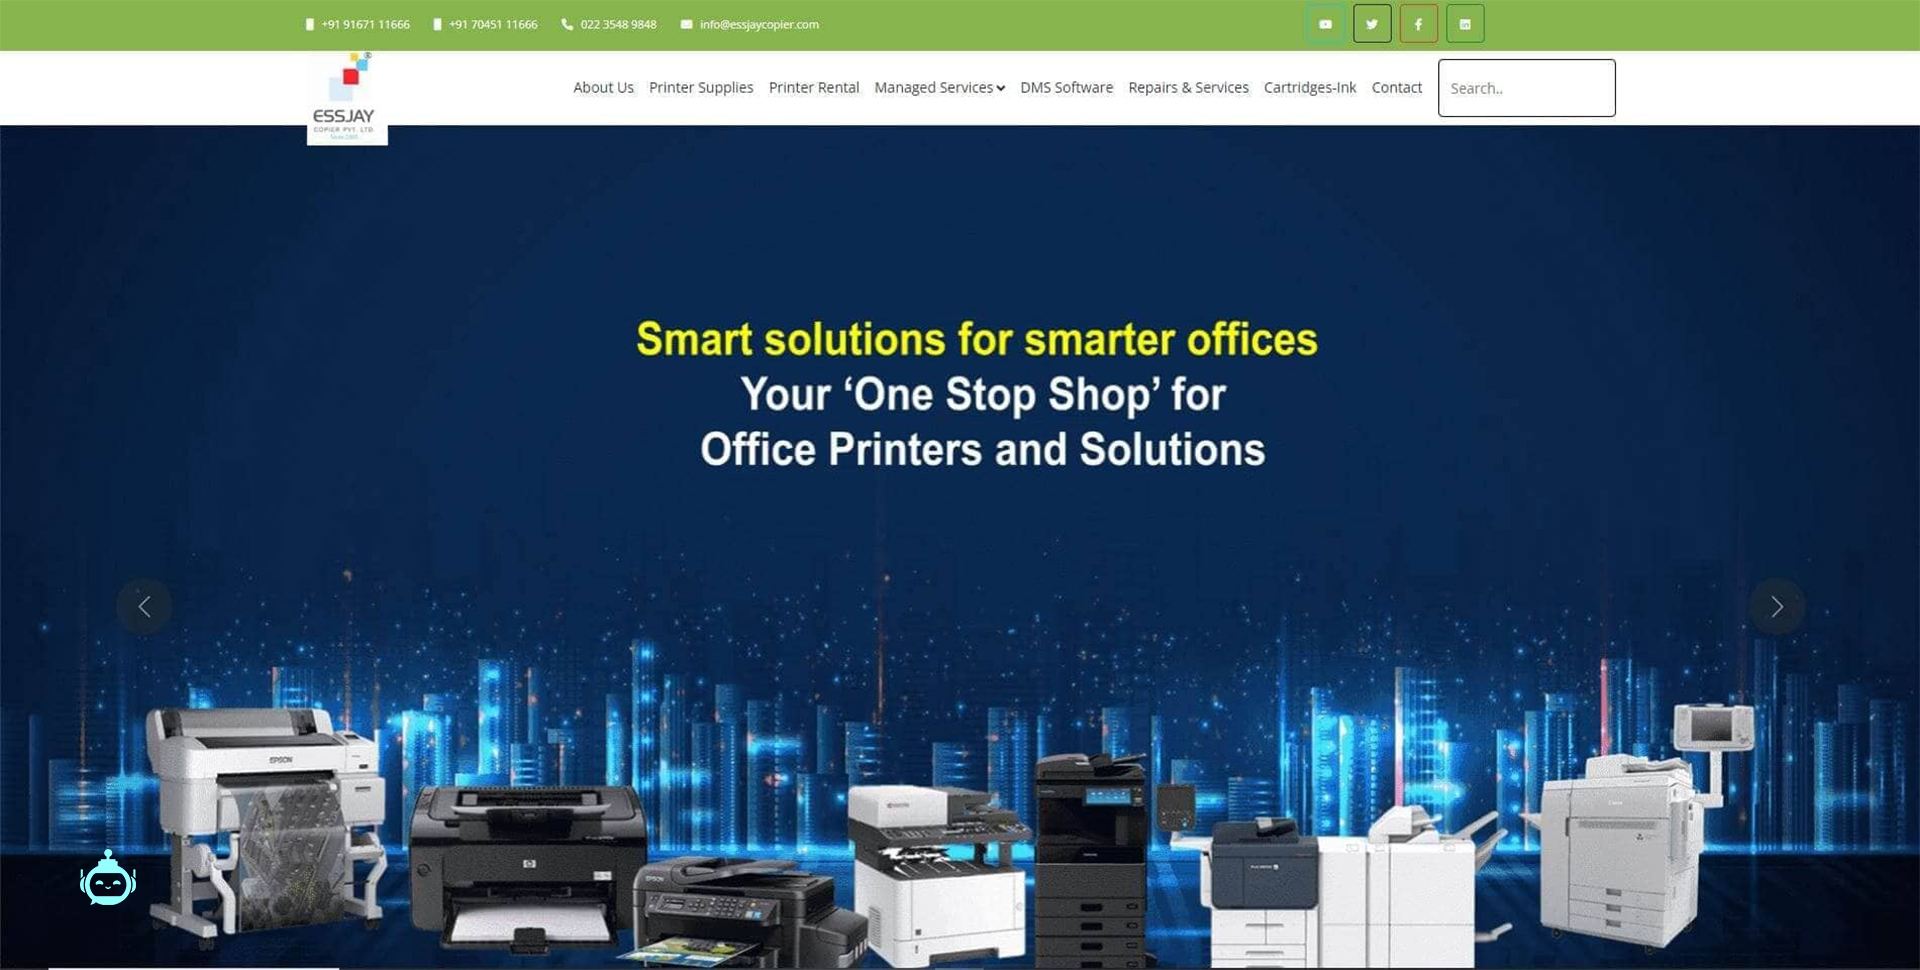 +91 91671 11666
+91 70451 11666
022 3548 9848
info@essjaycopier.com
ESSJAY
COPIER PVT. LTD.
About Us
Printer Supplies
Printer Rental
Managed Services
DMS Software
Repairs & Services
Cartridges-Ink
Contact
Search..
Smart solutions for smarter offices
Your ‘One Stop Shop’ for
Office Printers and Solutions
EPSON
hp
EPSON